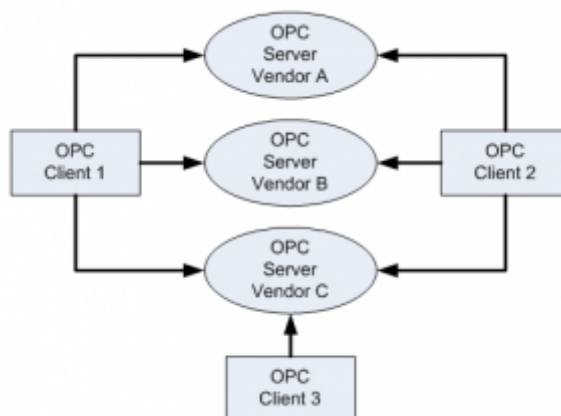 OPC
Server
Vendor A
OPC
Client 1
OPC
Server
Vendor B
OPC
Client 2
OPC
Server
Vendor C
OPC
Client 3